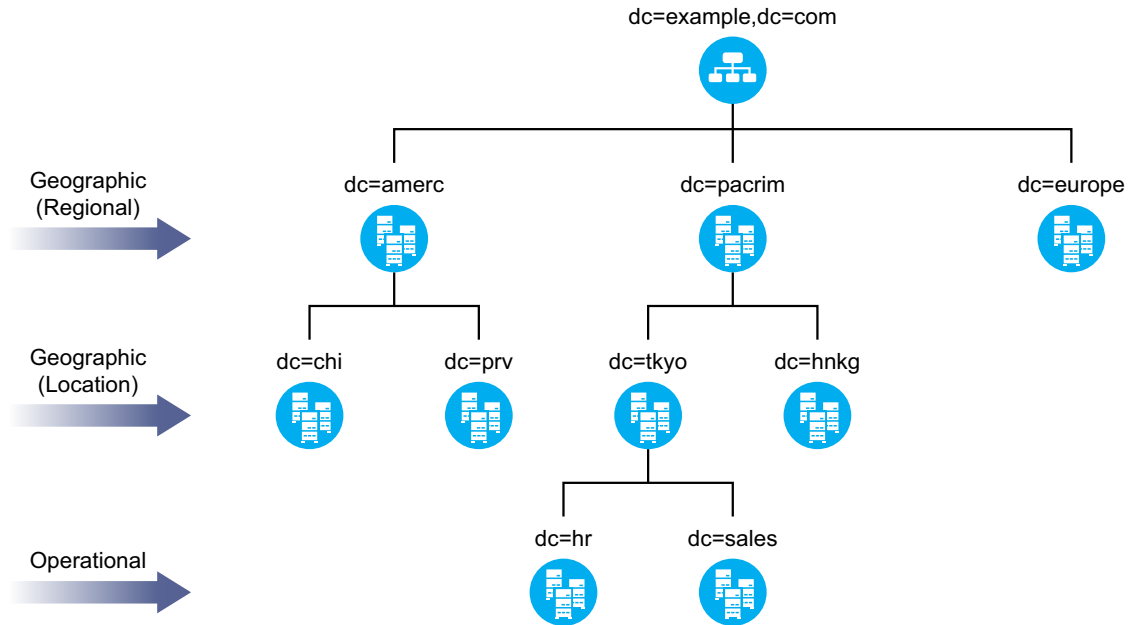 dc=example,dc=com
Geographic
(Regional)
dc=amerc
dc=pacrim
dc=europe
Geographic
(Location)
dc=chi
dc=prv
dc=tkyo
dc=hnkg
Operational
dc=hr
dc=sales